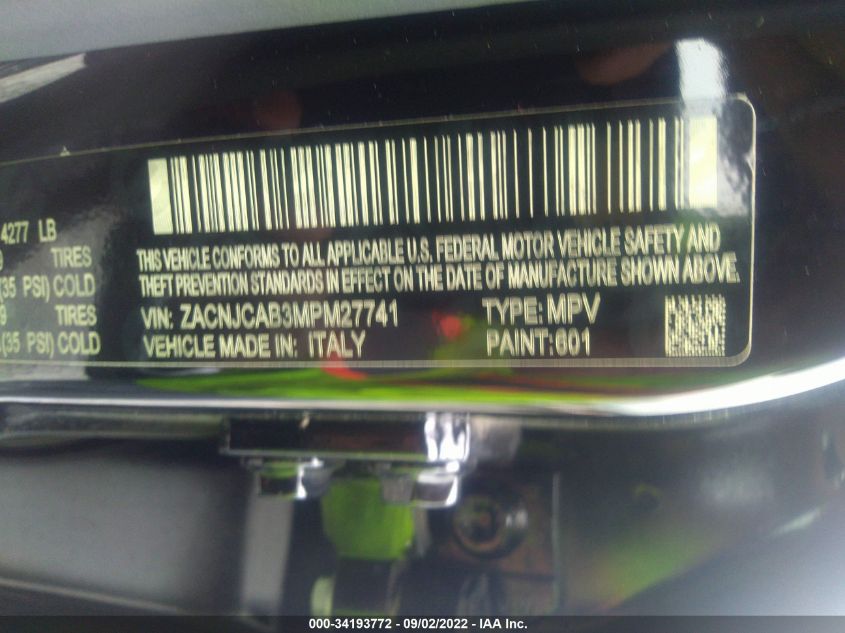 4277 LB
TIRES
(35 PSI) COLD
TIRES
(35 PSI) COLD
THIS VEHICLE CONFORMS TO ALL APPLICABLE U.S. FEDERAL MOTOR VEHICLE SAFETY AND
THEFT PREVENTION STANDARDS IN EFFECT ON THE DATE OF MANUFACTURE SHOWN ABOVE.
VIN: ZACNJCAB3MPM27741 TYPE: MPV
VEHICLE MADE IN: ITALY PAINT: 601
000-34193772 - 09/02/2022 - IAA Inc.